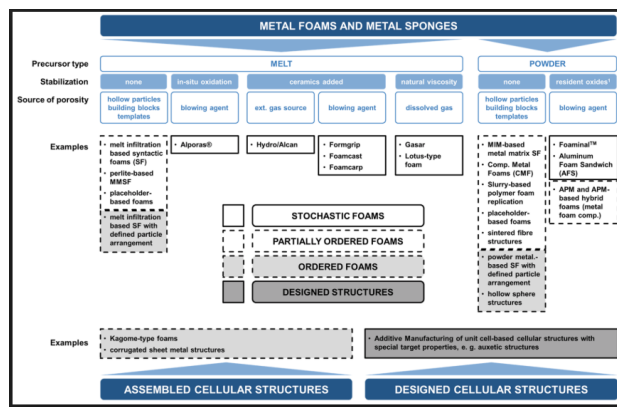 METAL FOAMS AND METAL SPONGES
Precursor type
MELT
POWDER
Stabilization
none
in-situ oxidation
ceramics added
natural viscosity
none
resident oxides¹
Source of porosity
hollow particles
building blocks
templates
blowing agent
ext. gas source
blowing agent
dissolved gas
hollow particles
building blocks
templates
blowing agent
Examples
• melt infiltration
based syntactic
foams (SF)
• perlite-based
MMSF
• placeholder-
based foams
• melt infiltration
based SF with
defined particle
arrangement
• Alporas®
• Hydro/Alcan
• Formgrip
• Foamcast
• Foamcarp
• Gasar
• Lotus-type
foam
• MIM-based
metal matrix SF
• Comp. Metal
Foams (CMF)
• Slurry-based
polymer foam
replication
• placeholder-
based foams
• sintered fibre
structures
• powder metal.-
based SF with
defined particle
arrangement
• hollow sphere
structures
• Foaminal™
• Aluminum
Foam Sandwich
(AFS)
• APM and APM-
based hybrid
foams (metal
foam comp.)
STOCHASTIC FOAMS
PARTIALLY ORDERED FOAMS
ORDERED FOAMS
DESIGNED STRUCTURES
Examples
• Kagome-type foams
• corrugated sheet metal structures
• Additive Manufacturing of unit cell-based cellular structures with
special target properties, e. g. auxetic structures
ASSEMBLED CELLULAR STRUCTURES
DESIGNED CELLULAR STRUCTURES